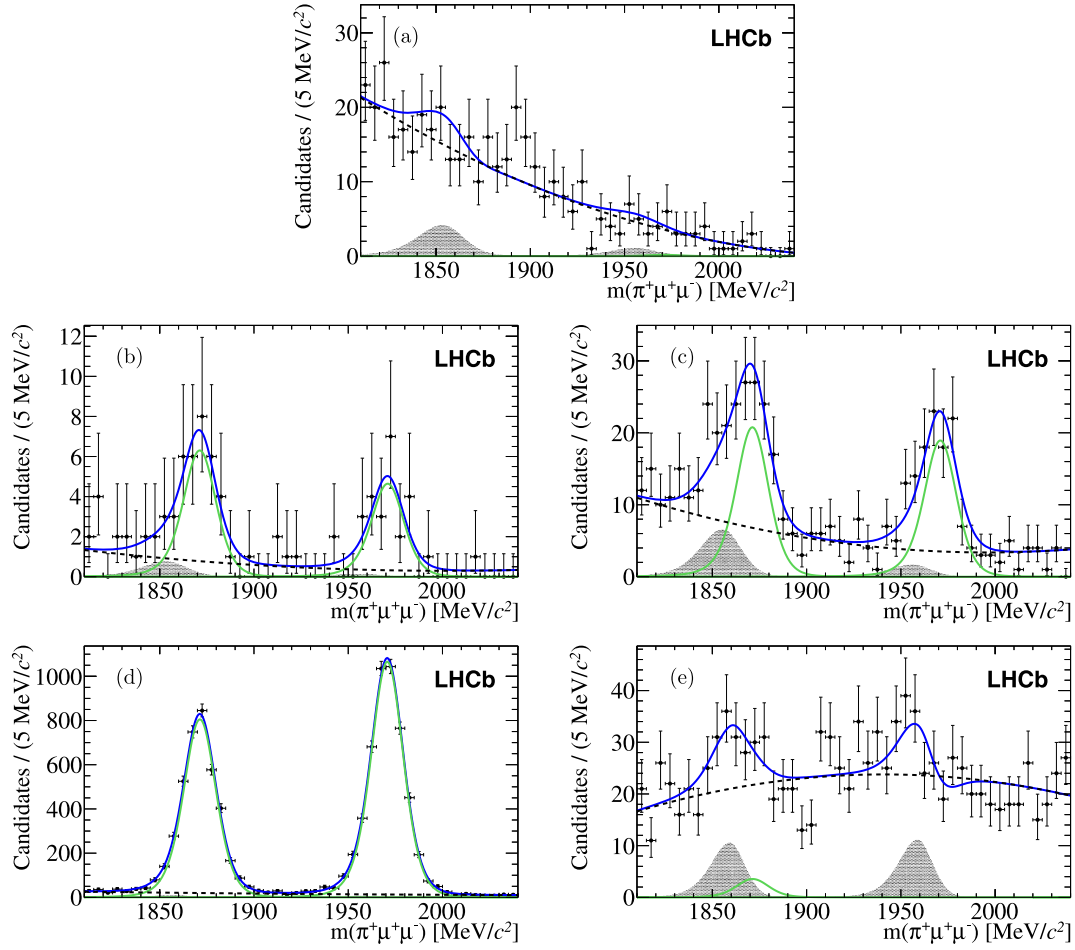 (a)
LHCb
Candidates / (5 MeV/c²)
30
20
10
0
1850 1900 1950 2000
m(π⁺μ⁺μ⁻) [MeV/c²]
(b)
LHCb
Candidates / (5 MeV/c²)
12
10
8
6
4
2
0
1850 1900 1950 2000
m(π⁺μ⁺μ⁻) [MeV/c²]
(c)
LHCb
Candidates / (5 MeV/c²)
30
20
10
0
1850 1900 1950 2000
m(π⁺μ⁺μ⁻) [MeV/c²]
(d)
LHCb
Candidates / (5 MeV/c²)
1000
800
600
400
200
0
1850 1900 1950 2000
m(π⁺μ⁺μ⁻) [MeV/c²]
(e)
LHCb
Candidates / (5 MeV/c²)
40
30
20
10
0
1850 1900 1950 2000
m(π⁺μ⁺μ⁻) [MeV/c²]